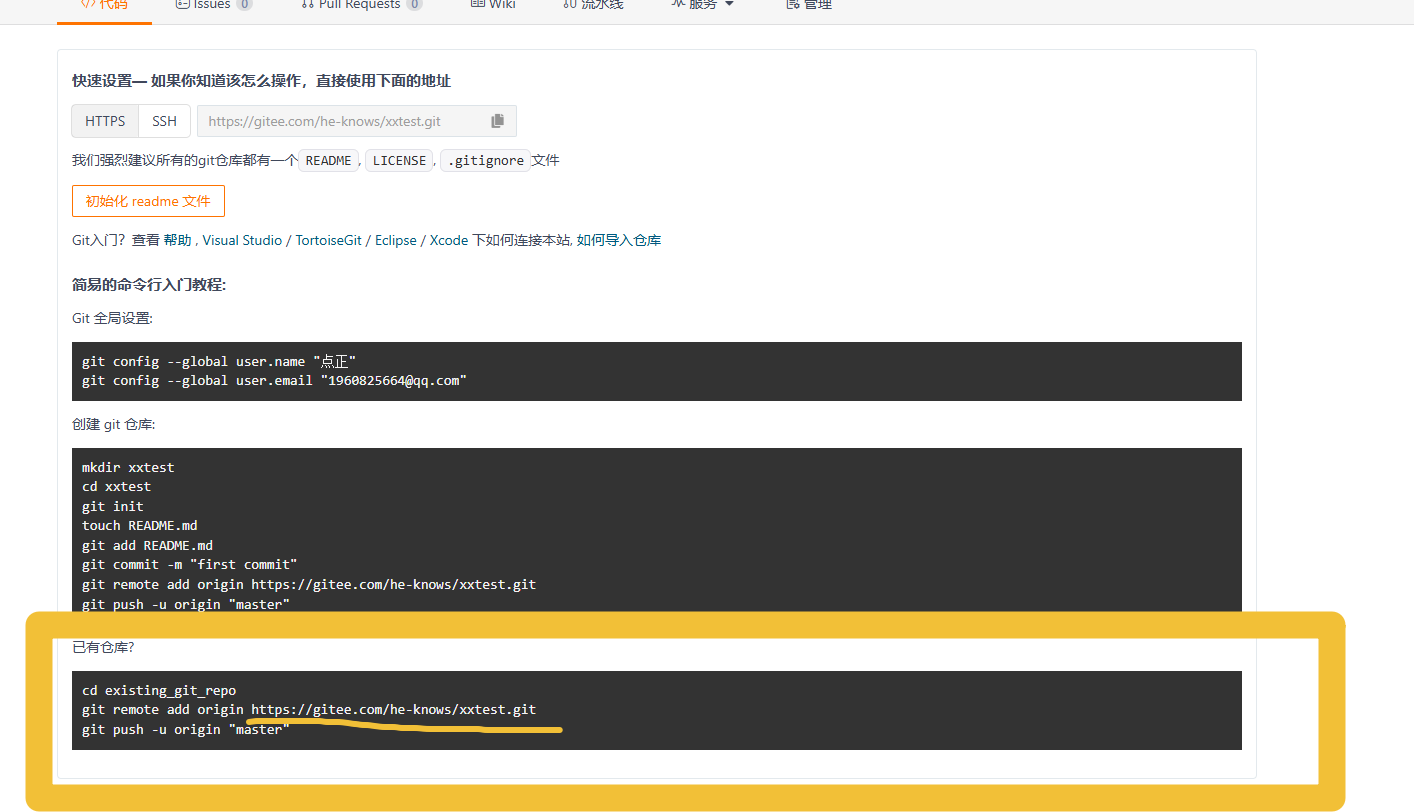 代码 Issues 0 Pull Requests 0 Wiki 流水线 服务 管理
快速设置— 如果你知道该怎么操作，直接使用下面的地址
HTTPS SSH https://gitee.com/he-knows/xxtest.git
我们强烈建议所有的git仓库都有一个 README , LICENSE , .gitignore 文件
初始化 readme 文件
Git入门？查看 帮助 , Visual Studio / TortoiseGit / Eclipse / Xcode 下如何连接本站, 如何导入仓库
简易的命令行入门教程:
Git 全局设置:
git config --global user.name "点正"
git config --global user.email "1960825664@qq.com"
创建 git 仓库:
mkdir xxtest
cd xxtest
git init
touch README.md
git add README.md
git commit -m "first commit"
git remote add origin https://gitee.com/he-knows/xxtest.git
git push -u origin "master"
已有仓库?
cd existing_git_repo
git remote add origin https://gitee.com/he-knows/xxtest.git
git push -u origin "master"